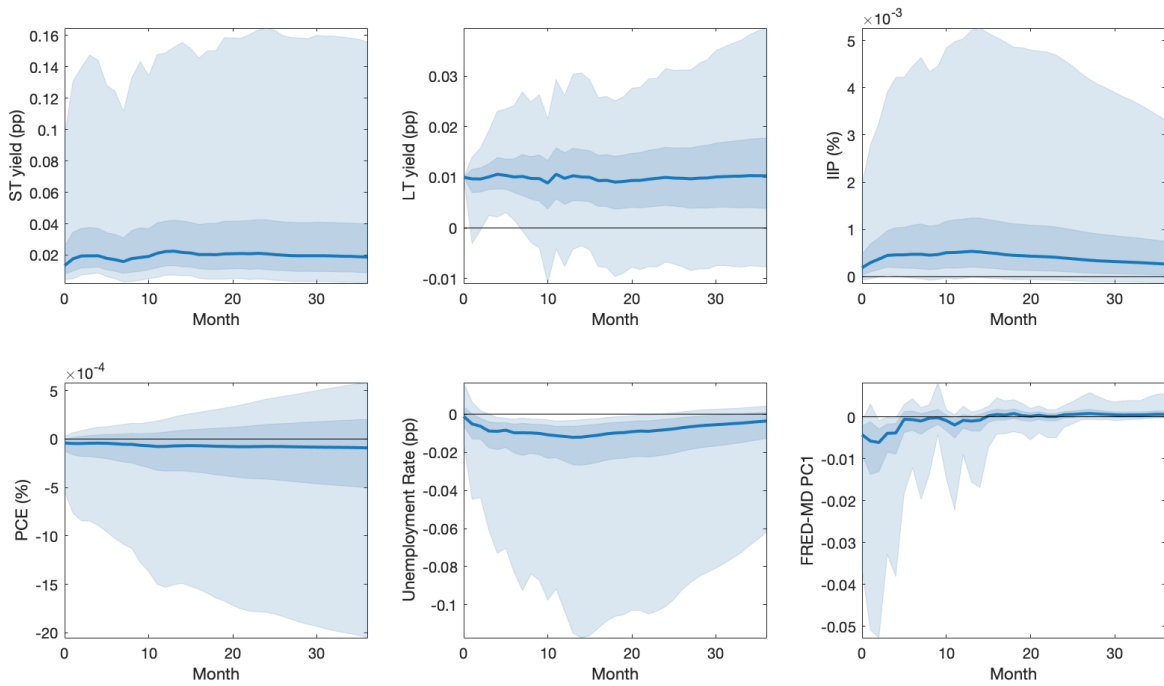 0.16
0.14
0.12
0.1
0.08
0.06
0.04
0.02
ST yield (pp)
0 10 20 30
Month
0.03
0.02
0.01
0
-0.01
LT yield (pp)
0 10 20 30
Month
×10⁻³
5
4
3
2
1
0
IIP (%)
0 10 20 30
Month
×10⁻⁴
5
0
-5
-10
-15
-20
PCE (%)
0 10 20 30
Month
0
-0.02
-0.04
-0.06
-0.08
-0.1
Unemployment Rate (pp)
0 10 20 30
Month
0
-0.01
-0.02
-0.03
-0.04
-0.05
FRED-MD PC1
0 10 20 30
Month